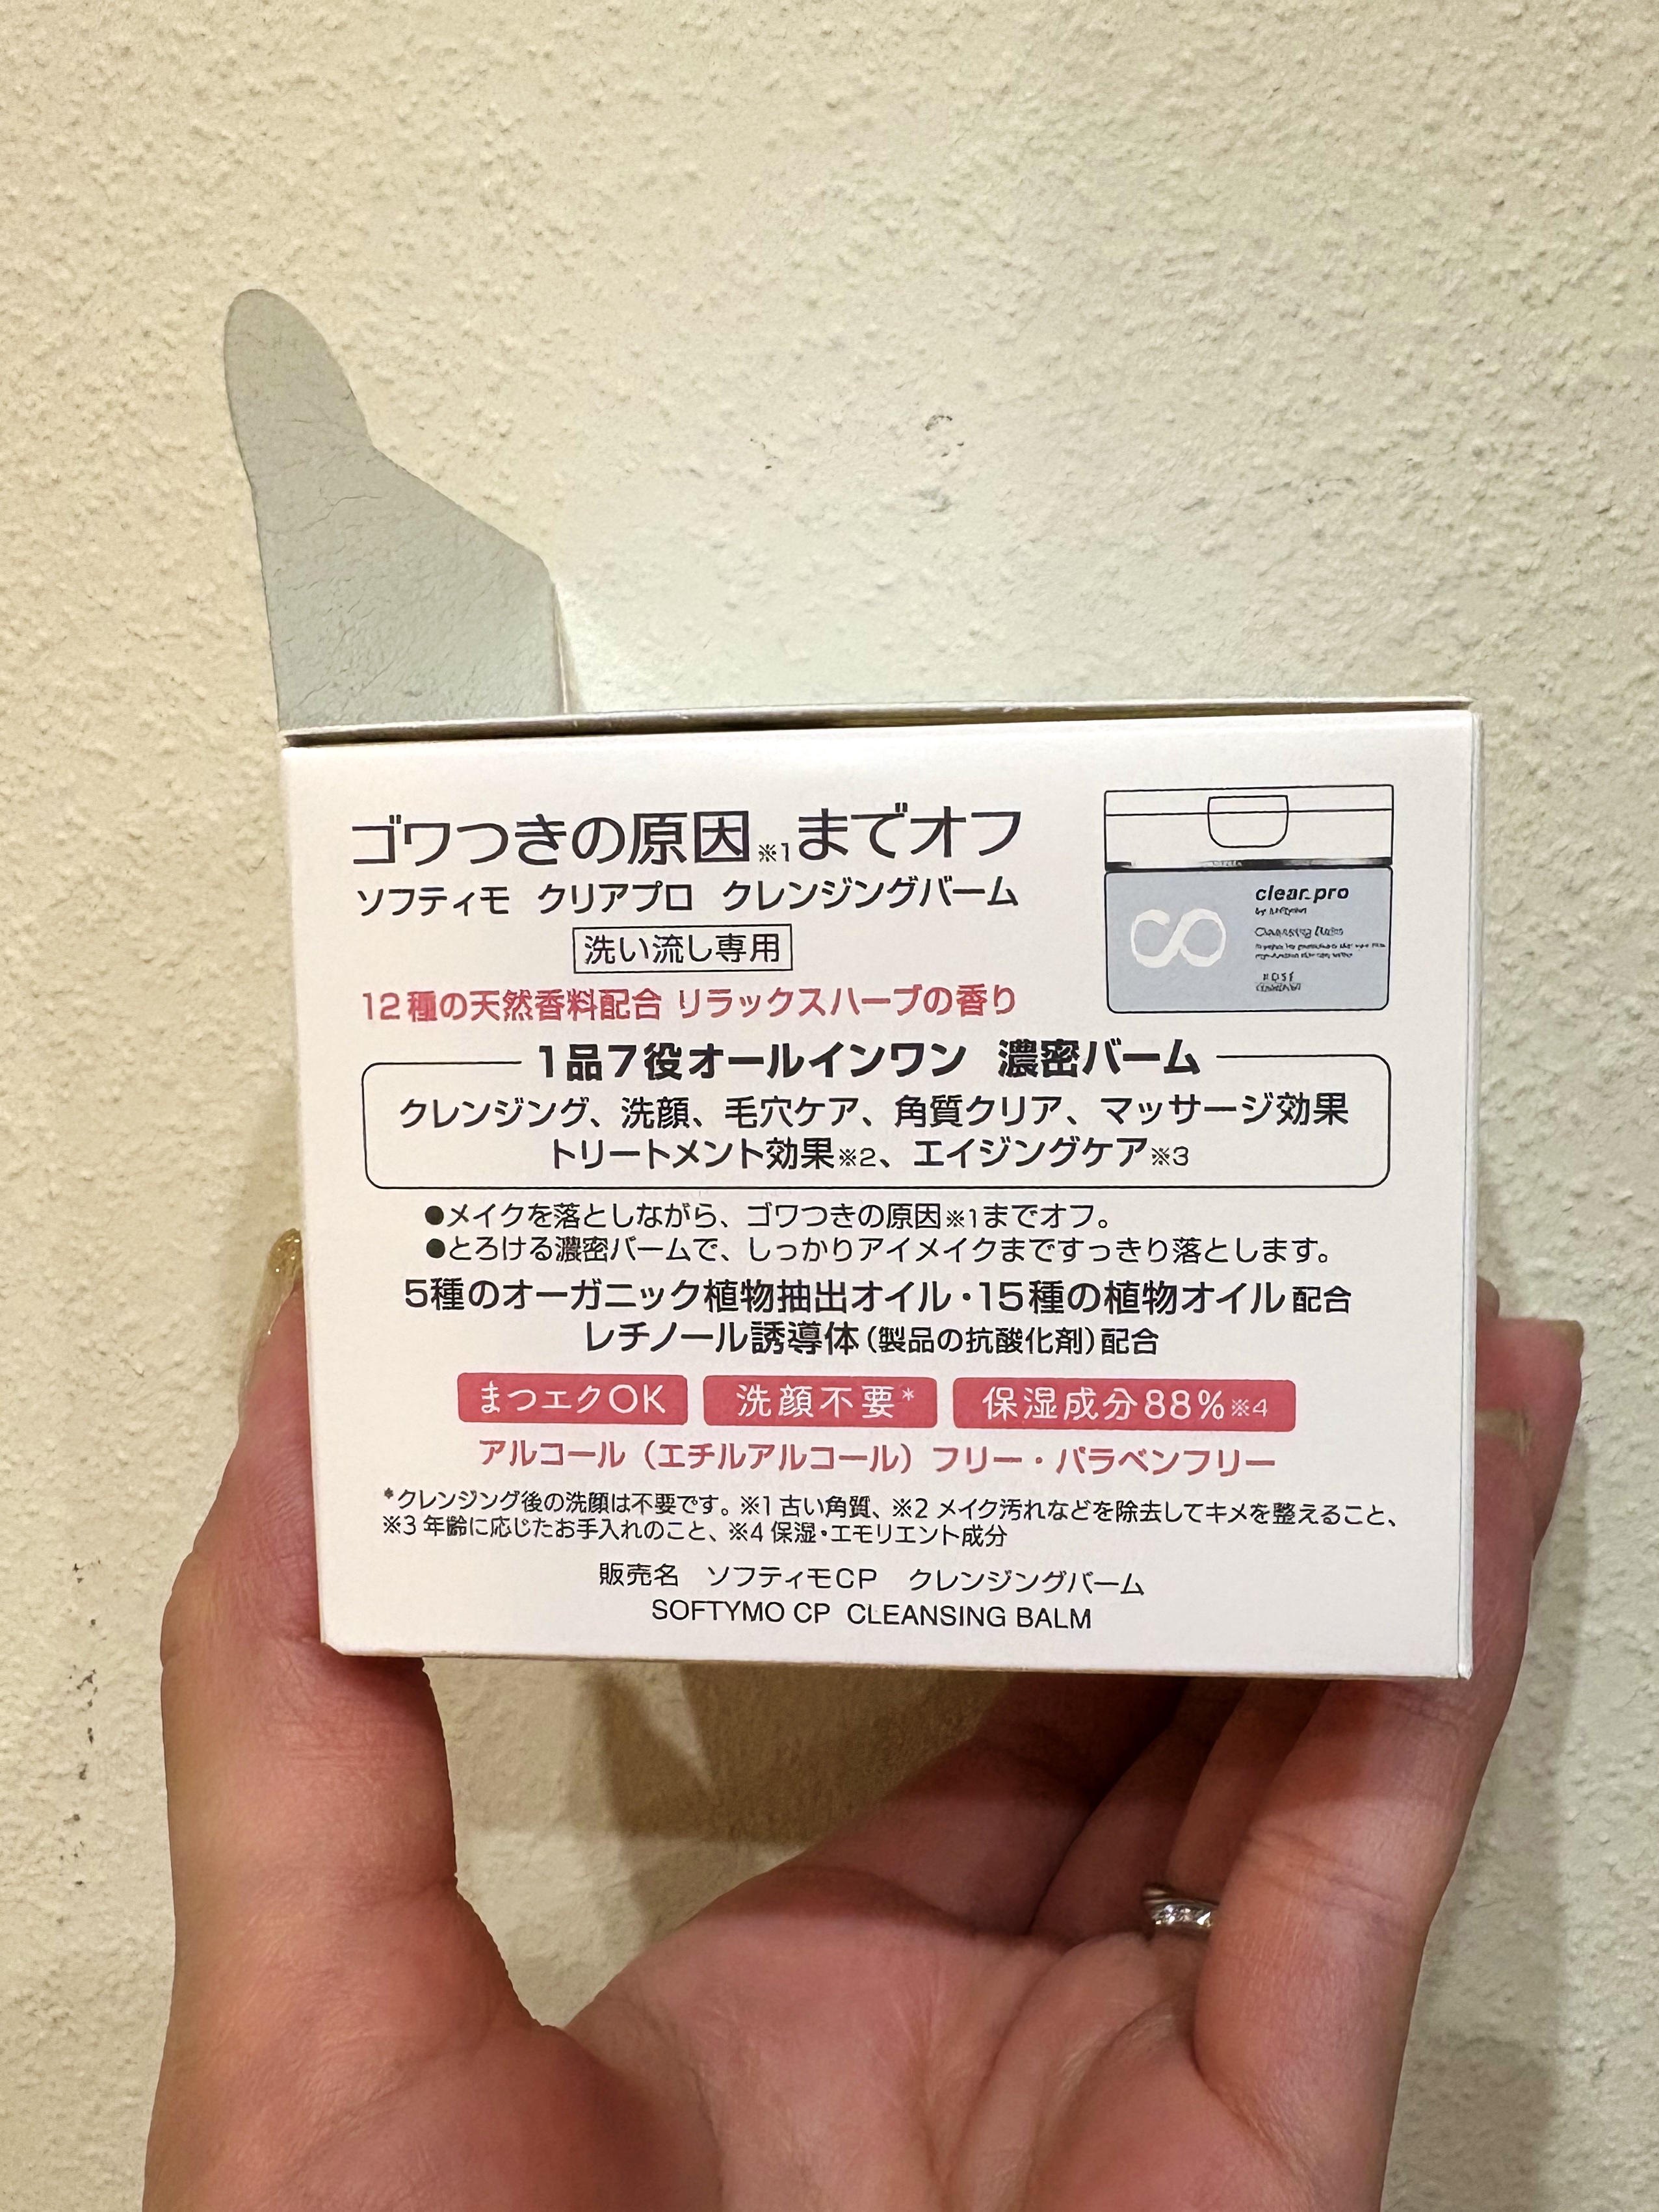 ゴワつきの原因※1までオフ
ソフティモ クリアプロ クレンジングバーム
洗い流し専用
12種の天然香料配合 リラックスハーブの香り
clear.pro
1品7役オールインワン 濃密バーム
クレンジング、洗顔、毛穴ケア、角質クリア、マッサージ効果
トリートメント効果※2、エイジングケア※3
●メイクを落としながら、ゴワつきの原因※1までオフ。
●とろける濃密バームで、しっかりアイメイクまですっきり落とします。
5種のオーガニック植物抽出オイル・15種の植物オイル配合
レチノール誘導体(製品の抗酸化剤)配合
まつエクOK 洗顔不要* 保湿成分88%※4
アルコール(エチルアルコール)フリー・パラベンフリー
*クレンジング後の洗顔は不要です。※1 古い角質、※2 メイク汚れなどを除去してキメを整えること、
※3 年齢に応じたお手入れのこと、※4 保湿・エモリエント成分
販売名 ソフティモCP クレンジングバーム
SOFTYMO CP CLEANSING BALM